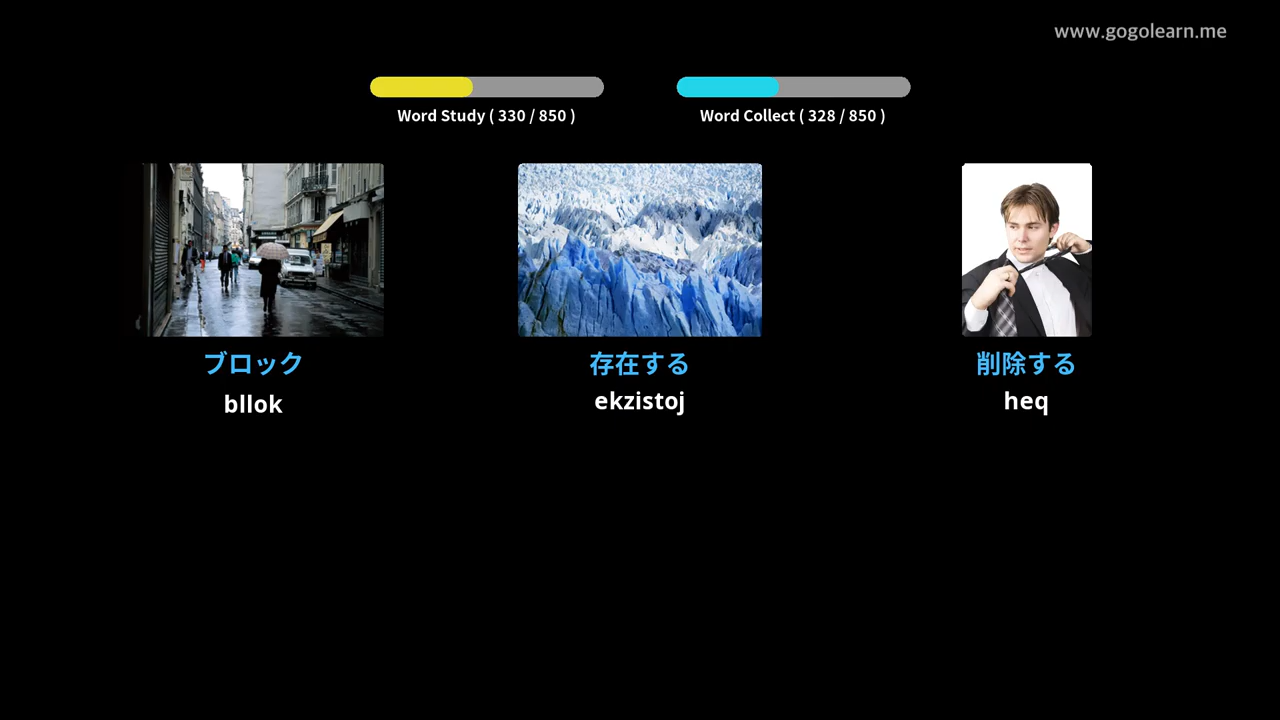 www.gogolearn.me
Word Study ( 330 / 850 )
Word Collect ( 328 / 850 )
ブロック
bllok
存在する
ekzistoj
削除する
heq